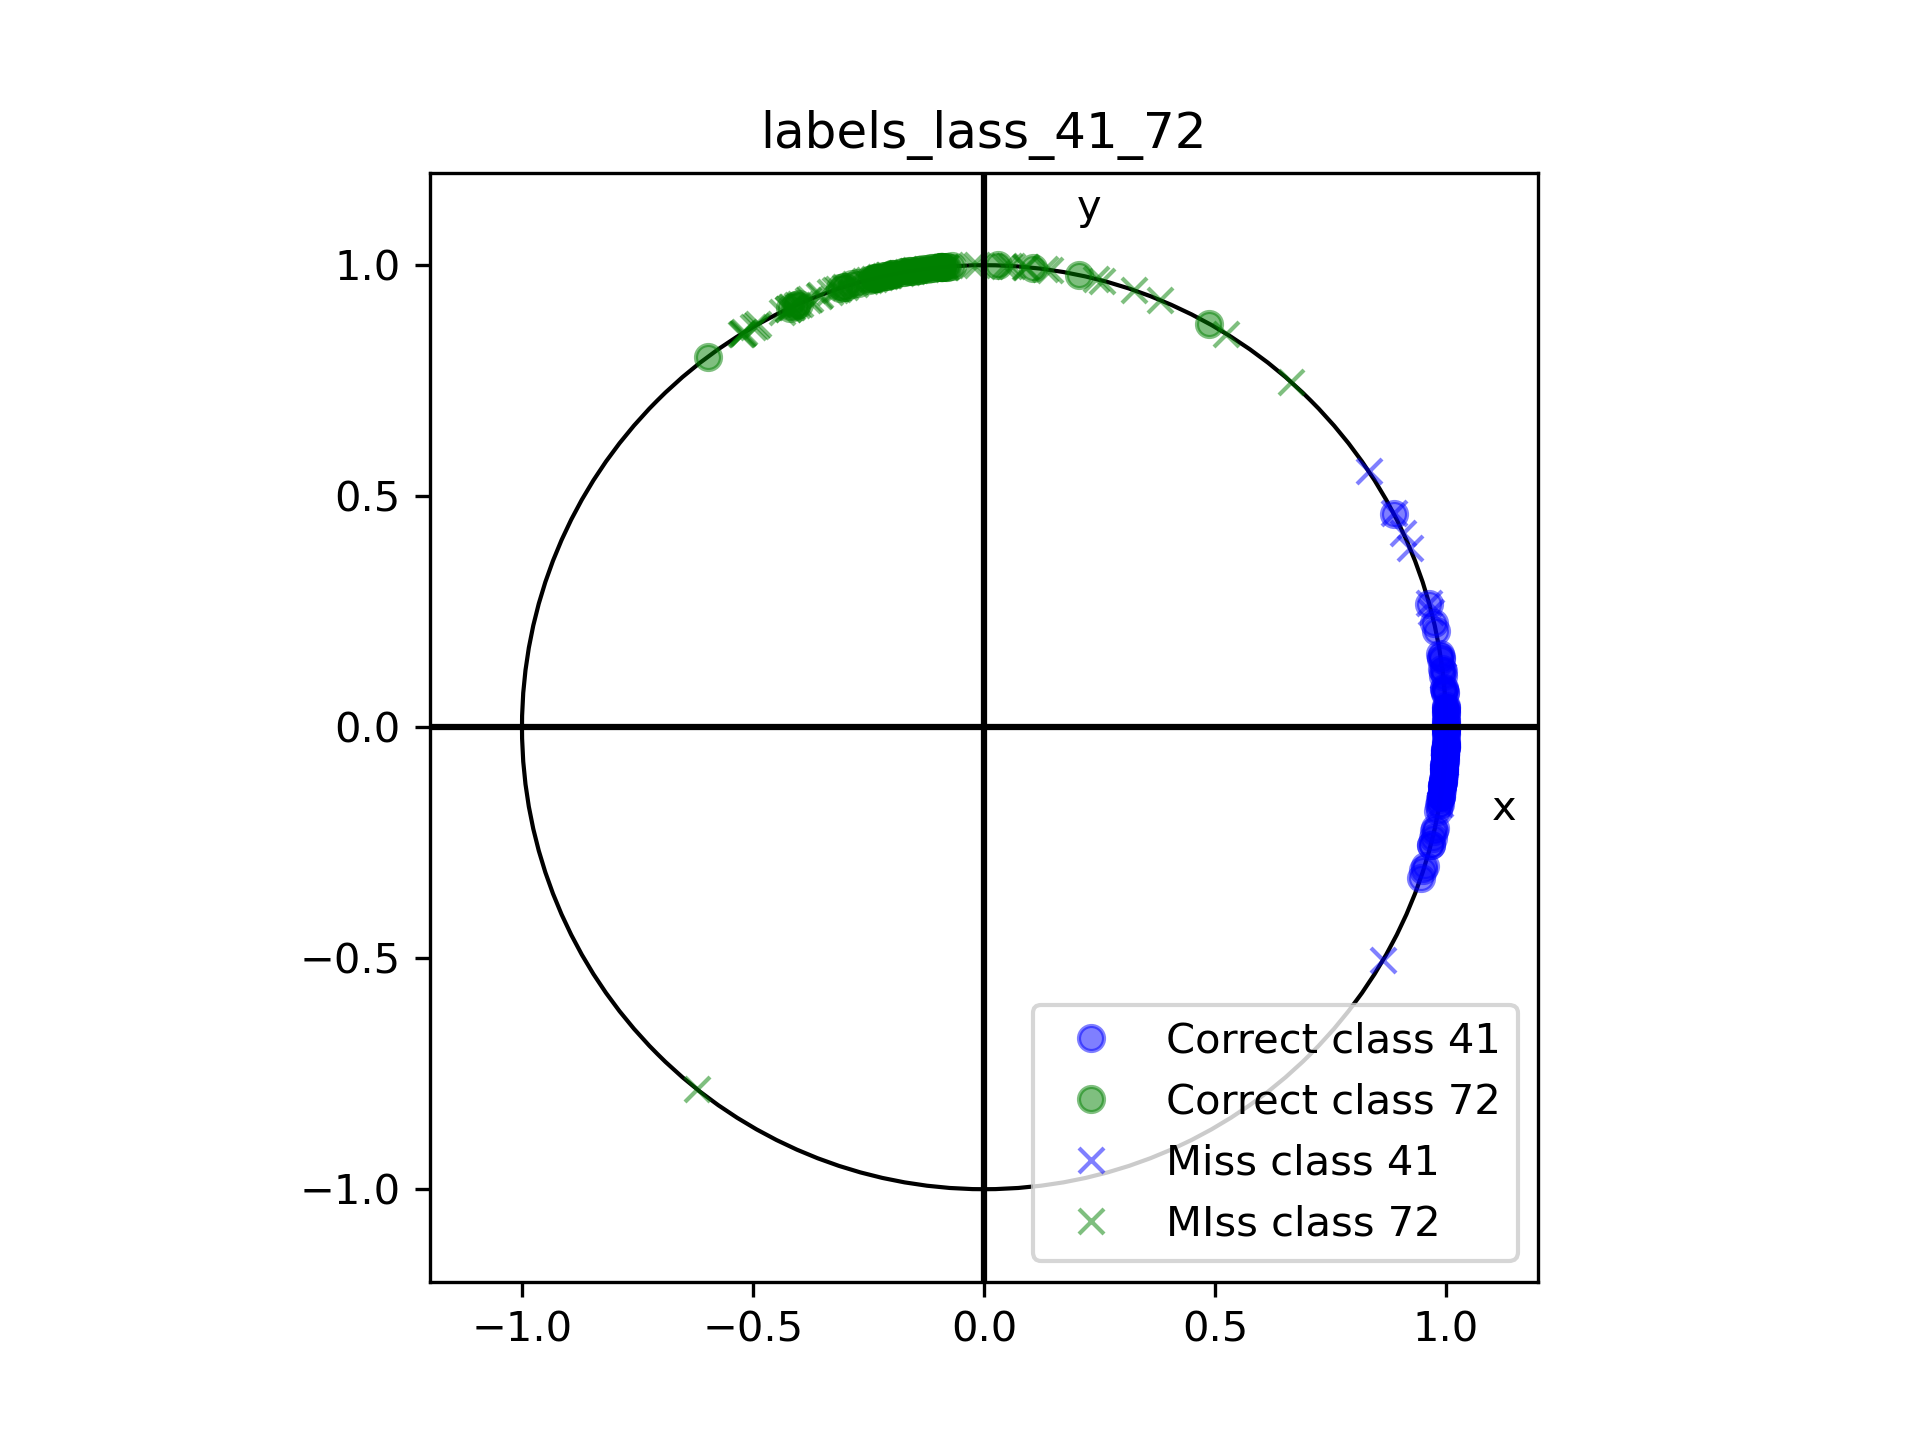 labels_lass_41_72
y
1.0
0.5
0.0
−0.5
−1.0
x
Correct class 41
Correct class 72
Miss class 41
MIss class 72
−1.0 −0.5 0.0 0.5 1.0